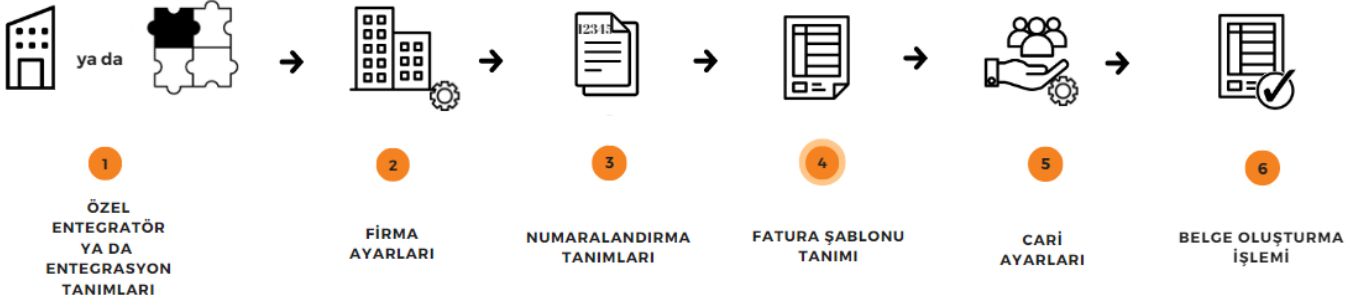 ya da
12345
1
2
3
4
5
6
ÖZEL
ENTEGRATÖR
YA DA
ENTEGRASYON
TANIMLARI
FİRMA
AYARLARI
NUMARALANDIRMA
TANIMLARI
FATURA ŞABLONU
TANIMI
CARİ
AYARLARI
BELGE OLUŞTURMA
İŞLEMİ